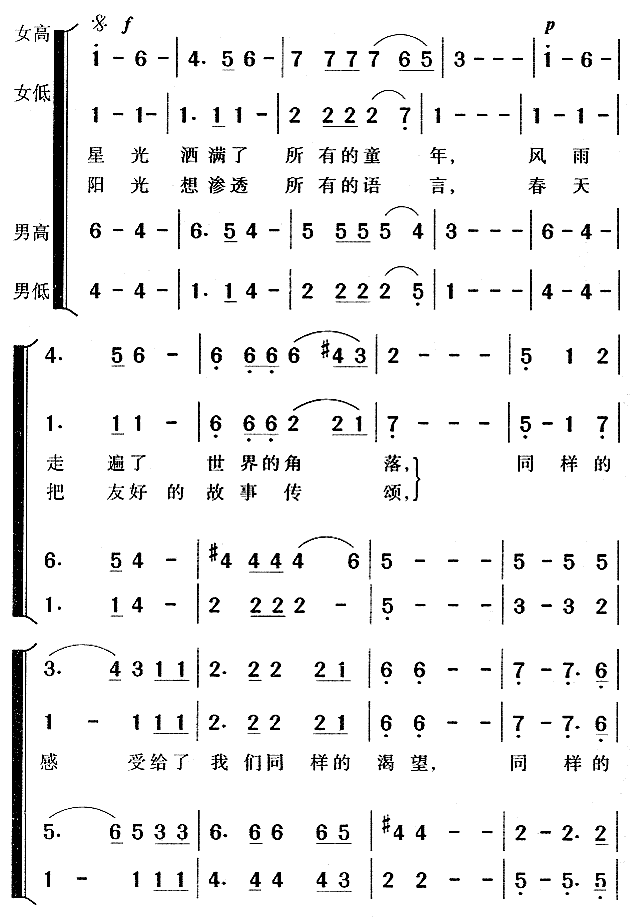 女高 𝄋 f p
i - 6 - | 4. 5 6 - | 7 7 7 7 6 5 | 3 - - - | i - 6 - |
女低 1 - 1 - | 1. 1 1 - | 2 2 2 2 7 | 1 - - - | 1 - 1 - |
星 光 洒满了 所有的童 年, 风雨
阳 光 想渗透 所有的语 言, 春天
男高 6 - 4 - | 6. 5 4 - | 5 5 5 5 4 | 3 - - - | 6 - 4 - |
男低 4 - 4 - | 1. 1 4 - | 2 2 2 2 5 | 1 - - - | 4 - 4 - |
4. 5 6 - | 6 6 6 6 #4 3 | 2 - - - | 5 1 2 |
1. 1 1 - | 6 6 6 2 2 1 | 7 - - - | 5 - 1 7 |
走 遍了 世界的角 落, 同样的
把 友好的故事传 颂,
6. 5 4 - | #4 4 4 4 6 | 5 - - - | 5 - 5 5 |
1. 1 4 - | 2 2 2 2 - | 5 - - - | 3 - 3 2 |
3. 4 3 1 1 | 2. 2 2 2 1 | 6 6 - - | 7 - 7. 6 |
1 - 1 1 1 | 2. 2 2 2 1 | 6 6 - - | 7 - 7. 6 |
感 受给了 我们同样的 渴望, 同样的
5. 6 5 3 3 | 6. 6 6 6 5 | #4 4 - - | 2 - 2. 2 |
1 - 1 1 1 | 4. 4 4 4 3 | 2 2 - - | 5 - 5. 5 |